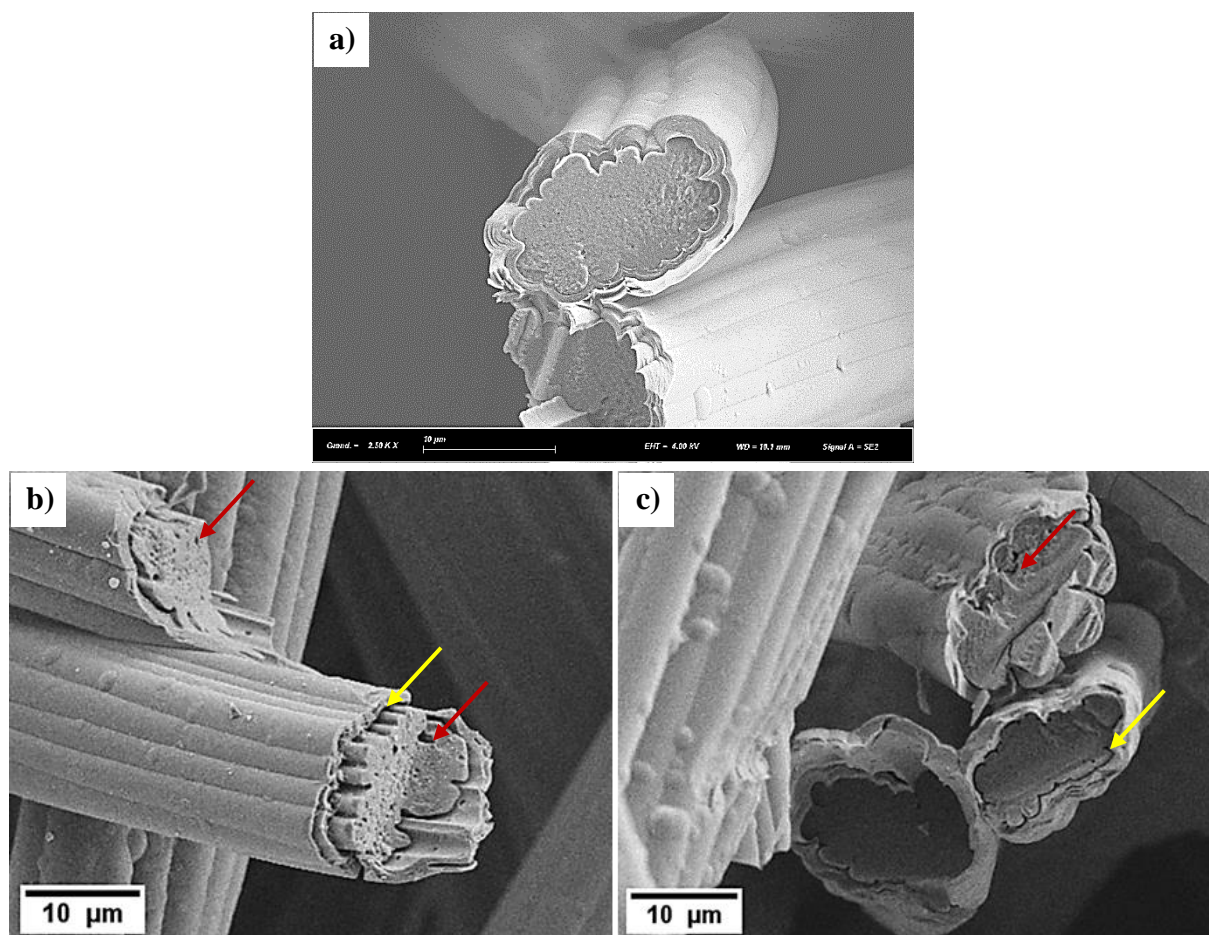 a)
Grand. = 2.50 K X 10 µm EHT = 4.00 kV WD = 10.1 mm Signal A = SE2
b)
c)
10 µm
10 µm